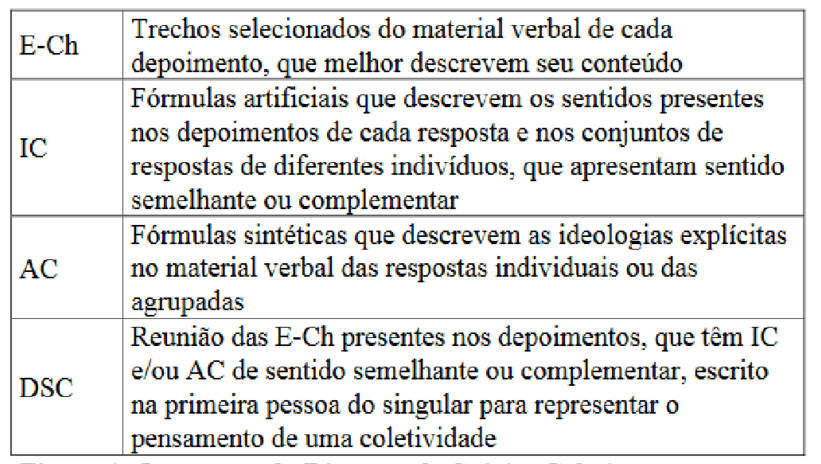 E-Ch
Trechos selecionados do material verbal de cada
depoimento, que melhor descrevem seu conteúdo
IC
Fórmulas artificiais que descrevem os sentidos presentes
nos depoimentos de cada resposta e nos conjuntos de
respostas de diferentes indivíduos, que apresentam sentido
semelhante ou complementar
AC
Fórmulas sintéticas que descrevem as ideologias explícitas
no material verbal das respostas individuais ou das
agrupadas
DSC
Reunião das E-Ch presentes nos depoimentos, que têm IC
e/ou AC de sentido semelhante ou complementar, escrito
na primeira pessoa do singular para representar o
pensamento de uma coletividade